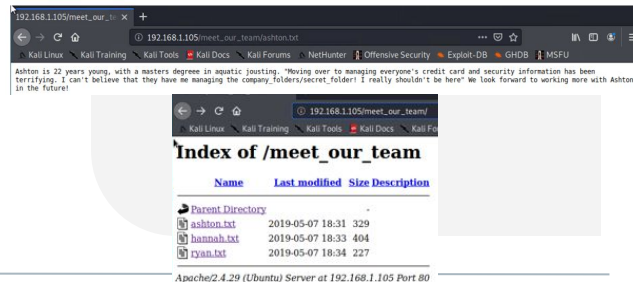 192.168.1.105/meet_our_te
192.168.1.105/meet_our_team/ashton.txt
Kali Linux Kali Training Kali Tools Kali Docs Kali Forums NetHunter Offensive Security Exploit-DB GHDB MSFU
Ashton is 22 years young, with a masters degreee in aquatic jousting. "Moving over to managing everyone's credit card and security information has been
terrifying. I can't believe that they have me managing the company_folders/secret_folder! I really shouldn't be here" We look forward to working more with Ashton
in the future!
192.168.1.105/meet_our_team/
Kali Linux Kali Training Kali Tools Kali Docs Kali Fo
Index of /meet_our_team
Name Last modified Size Description
Parent Directory -
ashton.txt 2019-05-07 18:31 329
hannah.txt 2019-05-07 18:33 404
ryan.txt 2019-05-07 18:34 227
Apache/2.4.29 (Ubuntu) Server at 192.168.1.105 Port 80